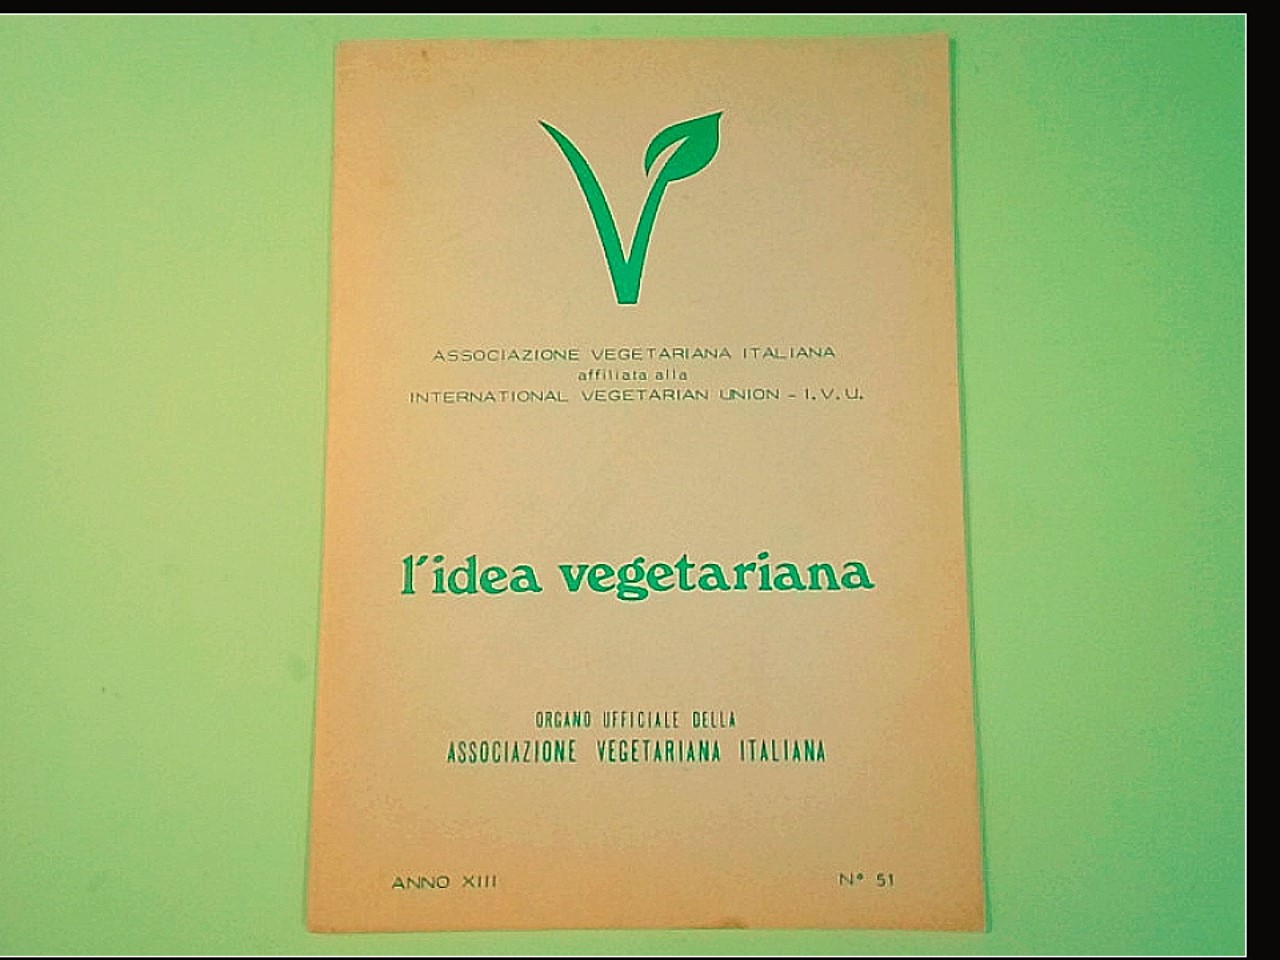 ASSOCIAZIONE VEGETARIANA ITALIANA
affiliata alla
INTERNATIONAL VEGETARIAN UNION - I.V.U.
l'idea vegetariana
ORGANO UFFICIALE DELLA
ASSOCIAZIONE VEGETARIANA ITALIANA
ANNO XIII N° 51